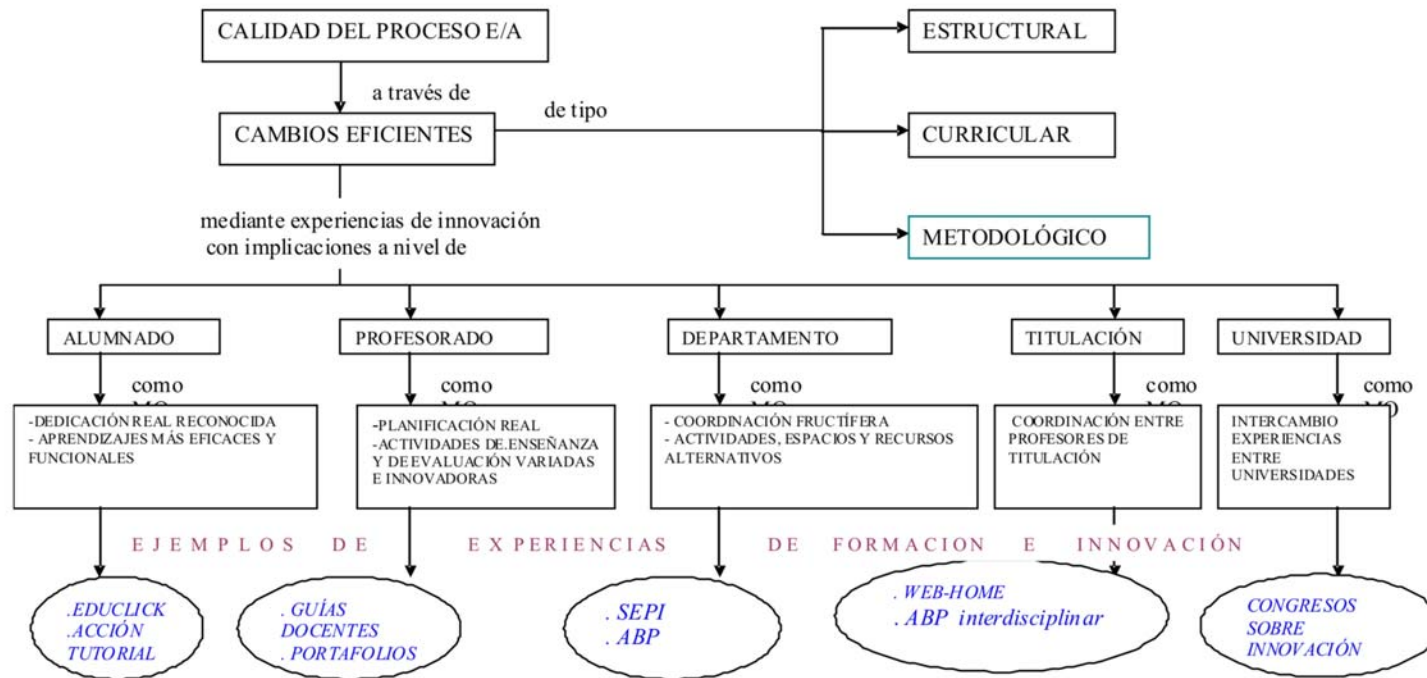 CALIDAD DEL PROCESO E/A
ESTRUCTURAL
a través de
de tipo
CAMBIOS EFICIENTES
CURRICULAR
mediante experiencias de innovación
con implicaciones a nivel de
METODOLÓGICO
ALUMNADO
PROFESORADO
DEPARTAMENTO
TITULACIÓN
UNIVERSIDAD
como
como
como
como
como
-DEDICACIÓN REAL RECONOCIDA
- APRENDIZAJES MÁS EFICACES Y
FUNCIONALES
-PLANIFICACIÓN REAL
-ACTIVIDADES DE.ENSEÑANZA
Y DE EVALUACIÓN VARIADAS
E INNOVADORAS
- COORDINACIÓN FRUCTÍFERA
- ACTIVIDADES, ESPACIOS Y RECURSOS
ALTERNATIVOS
COORDINACIÓN ENTRE
PROFESORES DE
TITULACIÓN
INTERCAMBIO
EXPERIENCIAS
ENTRE
UNIVERSIDADES
EJEMPLOS DE EXPERIENCIAS DE FORMACION E INNOVACIÓN
.EDUCLICK
.ACCIÓN
TUTORIAL
. GUÍAS
DOCENTES
. PORTAFOLIOS
. SEPI
. ABP
. WEB-HOME
. ABP interdisciplinar
CONGRESOS
SOBRE
INNOVACIÓN